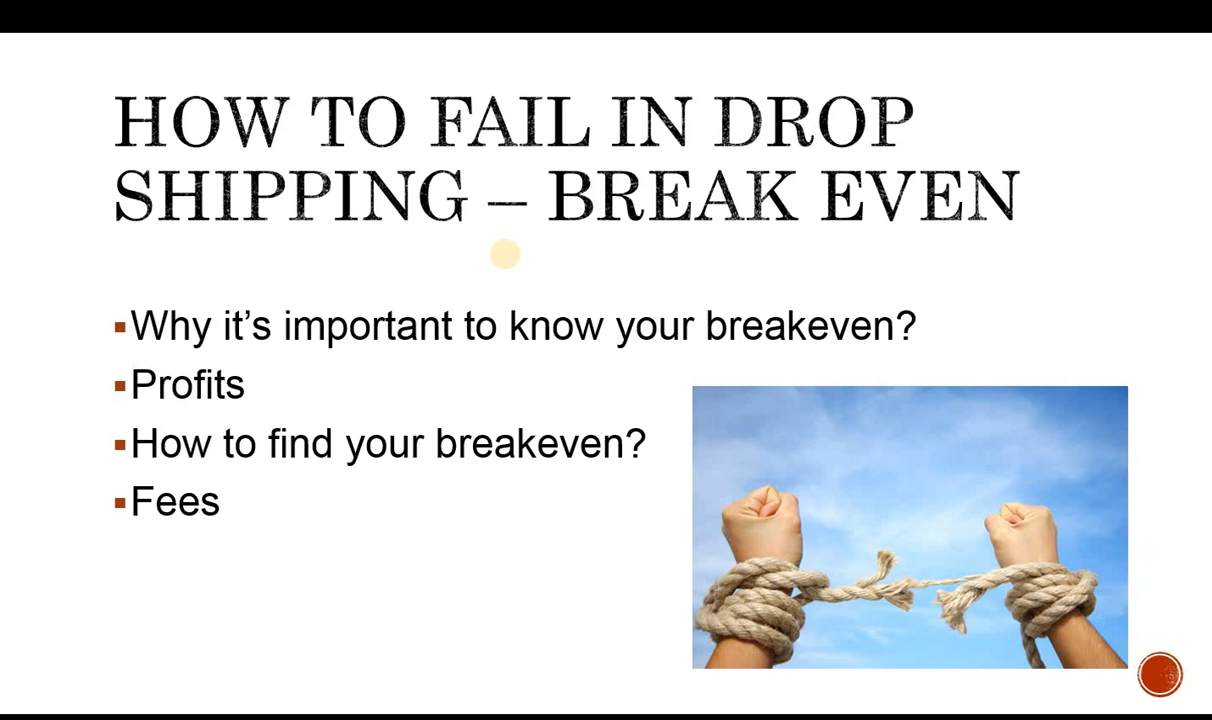 HOW TO FAIL IN DROP
SHIPPING – BREAK EVEN
▪Why it’s important to know your breakeven?
▪Profits
▪How to find your breakeven?
▪Fees